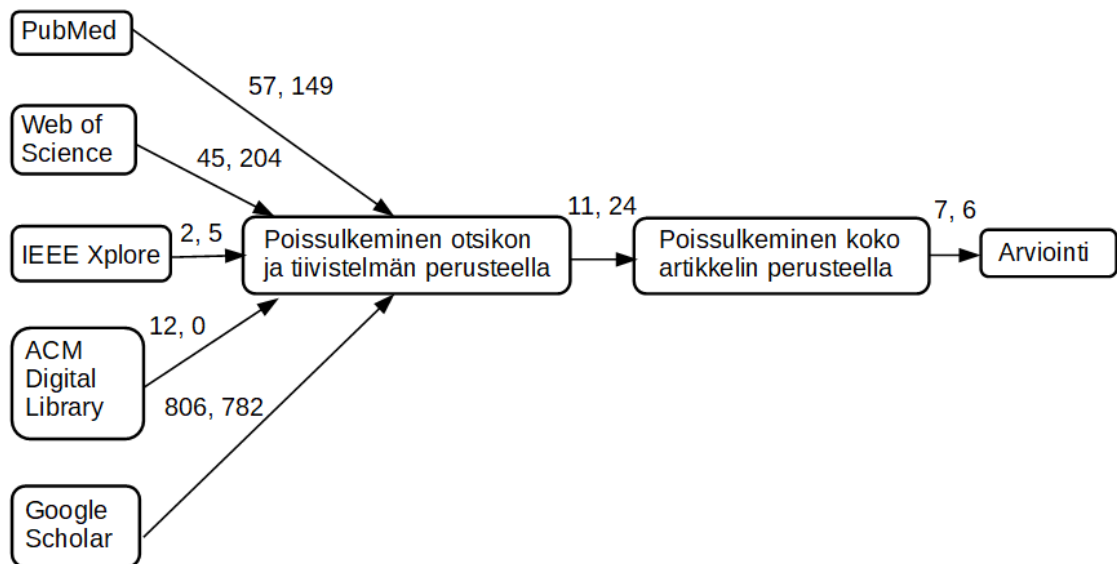 PubMed
57, 149
Web of
Science
45, 204
IEEE Xplore
2, 5
ACM
Digital
Library
12, 0
Google
Scholar
806, 782
Poissulkeminen otsikon
ja tiivistelmän perusteella
11, 24
Poissulkeminen koko
artikkelin perusteella
7, 6
Arviointi